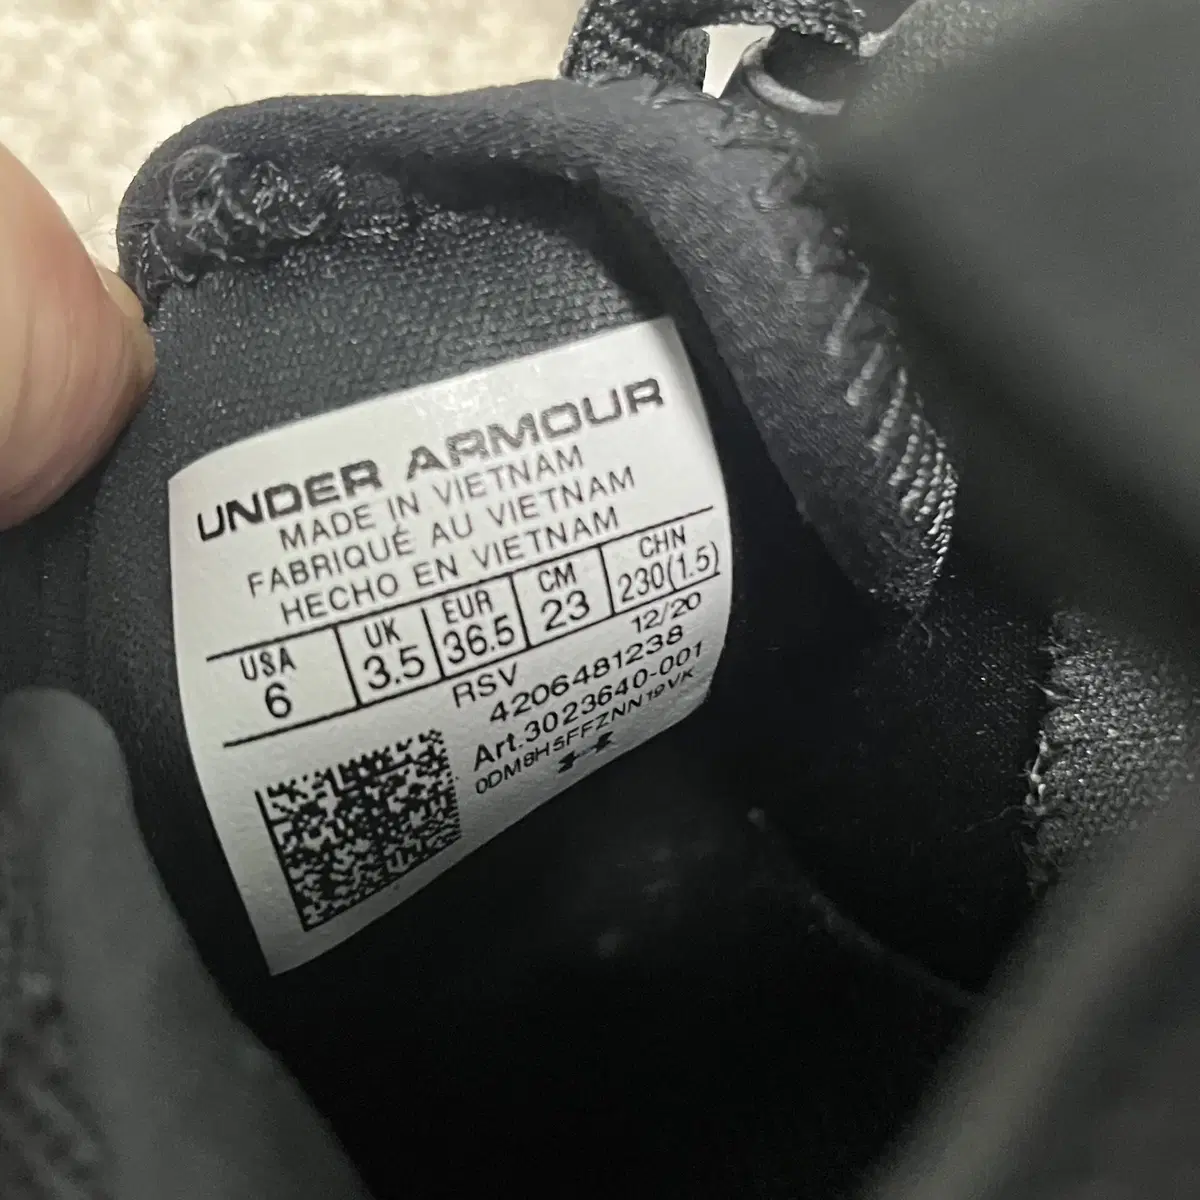 UNDER ARMOUR
MADE IN VIETNAM
FABRIQUÉ AU VIETNAM
HECHO EN VIETNAM
USA UK EUR CM CHN
6 3.5 36.5 23 230(1.5)
RSV 12/20
4206481238
Art.3023640-001
0DM8H5FFZNN19VK